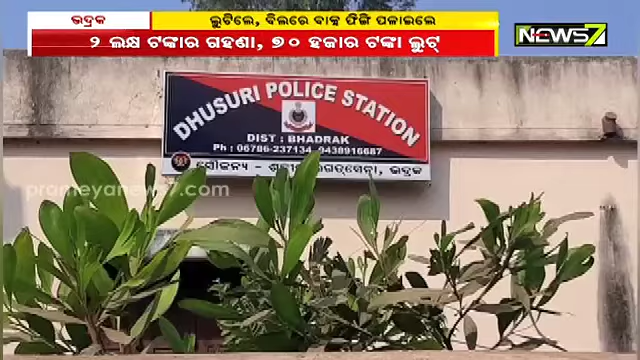 ଭଦ୍ରକ
ଲୁଟିଲେ, ବିଲରେ ବାକ୍ସ ଫିଙ୍ଗି ପଳାଇଲେ
୨ ଲକ୍ଷ ଟଙ୍କାର ଗହଣା, ୭୦ ହଜାର ଟଙ୍କା ଲୁଟ୍
NEWS7
DHUSURI POLICE STATION
DIST : BHADRAK
Ph : 06786-237134, 9438916687
ସୌଜନ୍ୟ - ଭଦ୍ରକ
prameyanews7.com